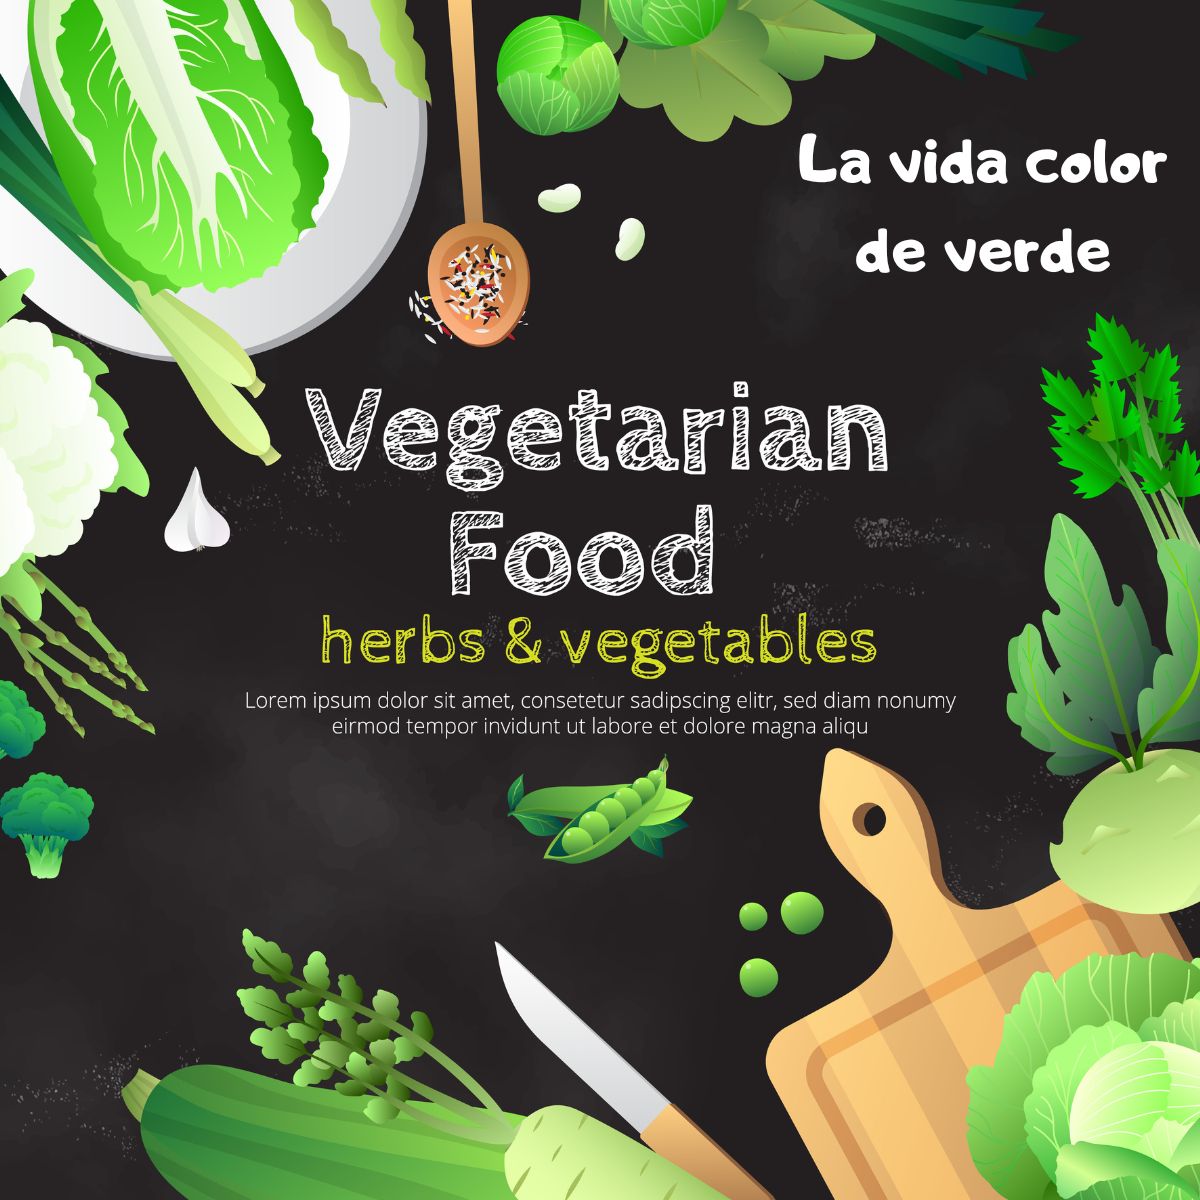 La vida color
de verde
Vegetarian
Food
herbs & vegetables
Lorem ipsum dolor sit amet, consetetur sadipscing elitr, sed diam nonumy
eirmod tempor invidunt ut labore et dolore magna aliqu